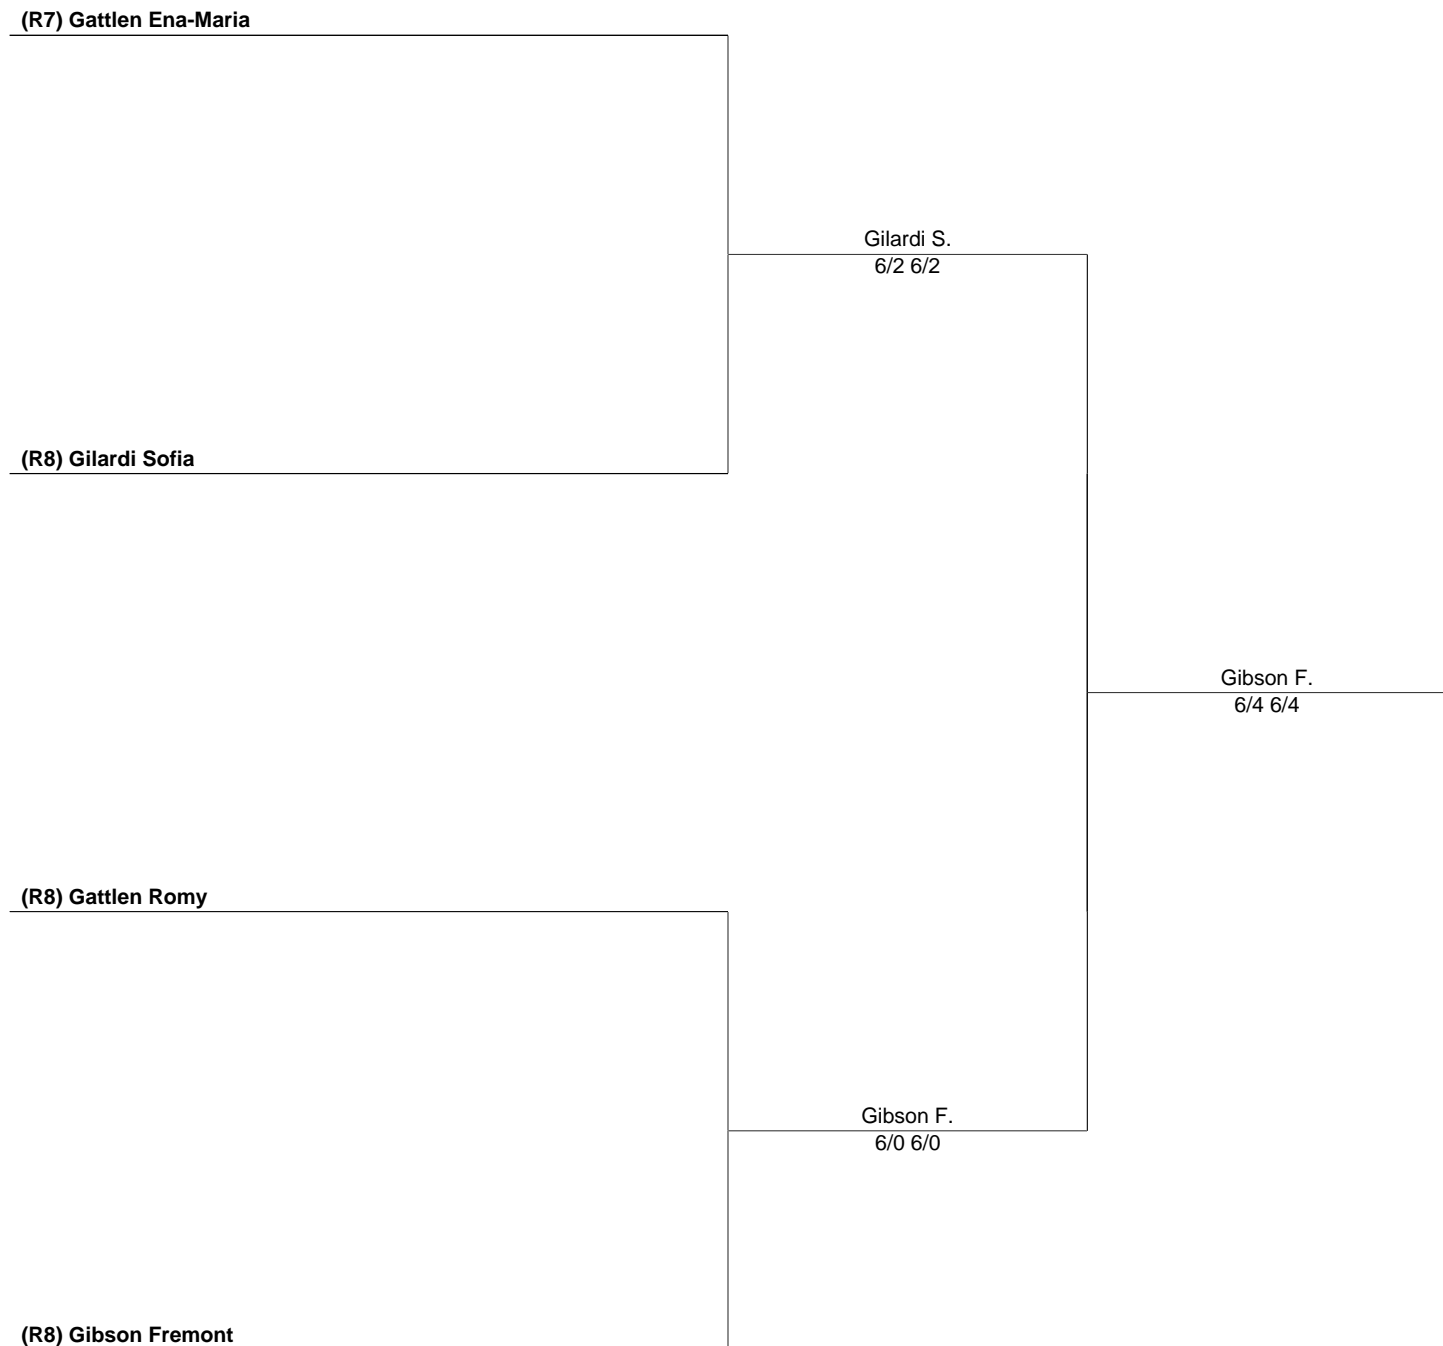 (R7) Gattlen Ena-Maria
Gilardi S.
6/2 6/2
(R8) Gilardi Sofia
Gibson F.
6/4 6/4
(R8) Gattlen Romy
Gibson F.
6/0 6/0
(R8) Gibson Fremont